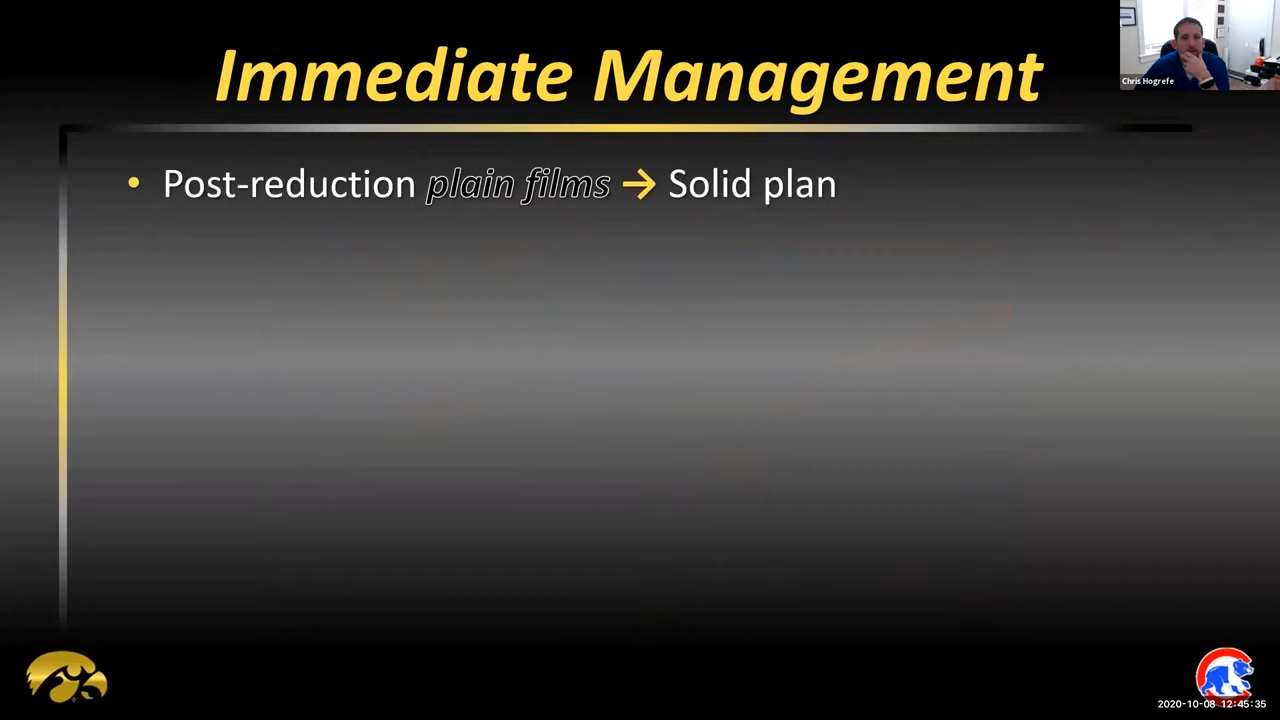 Immediate Management
Chris Hogrefe
• Post-reduction plain films → Solid plan
2020-10-08 12:45:35